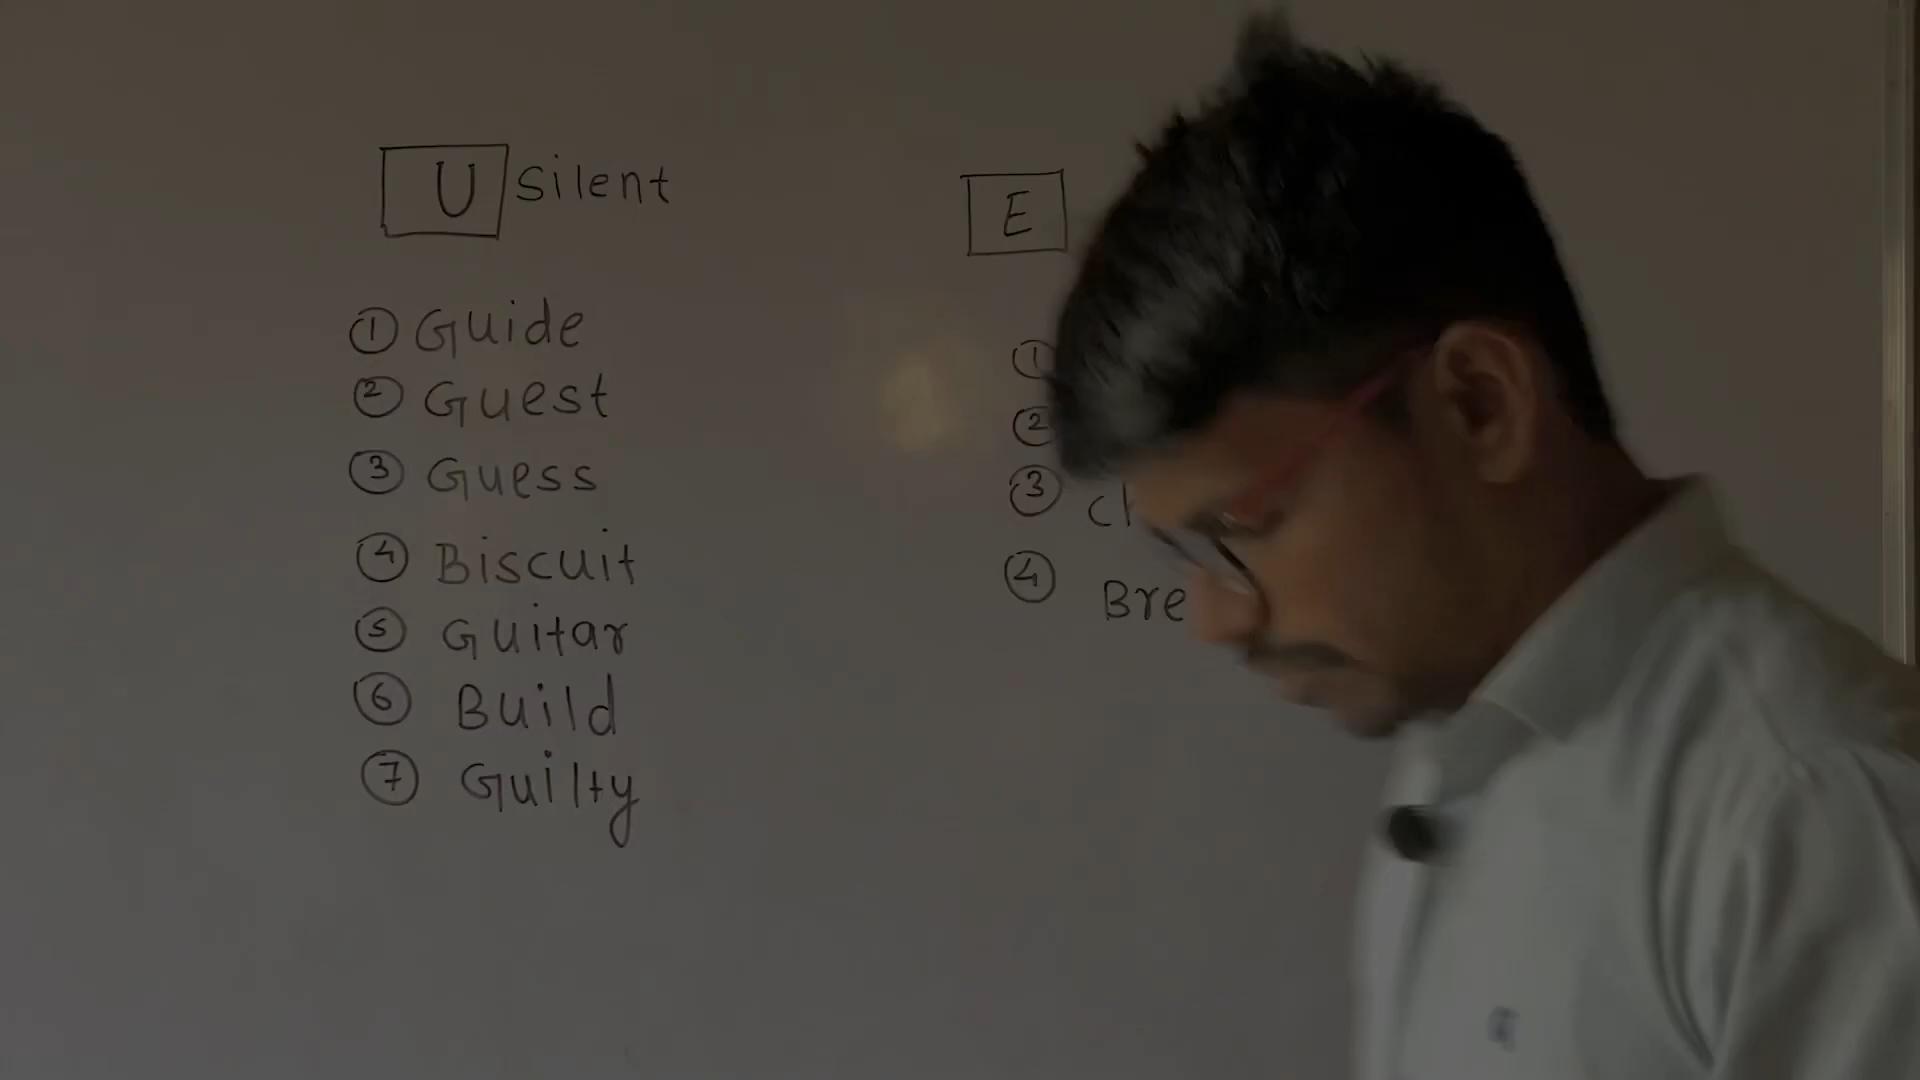 U silent
① Guide
② Guest
③ Guess
④ Biscuit
⑤ Guitar
⑥ Build
⑦ Guilty
E
①
②
③
④